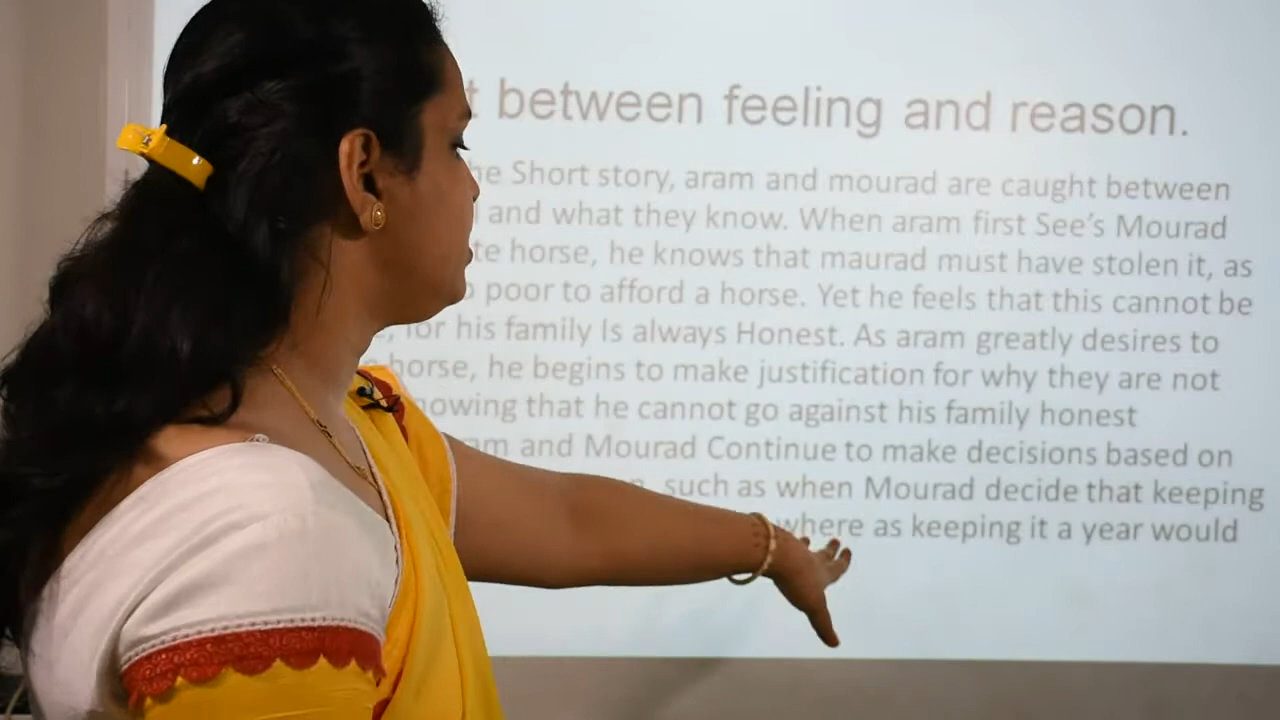 between feeling and reason.
Short story, aram and mourad are caught between
and what they know. When aram first See's Mourad
horse, he knows that maurad must have stolen it, as
poor to afford a horse. Yet he feels that this cannot be
for his family Is always Honest. As aram greatly desires to
horse, he begins to make justification for why they are not
that he cannot go against his family honest
and Mourad Continue to make decisions based on
such as when Mourad decide that keeping
where as keeping it a year would